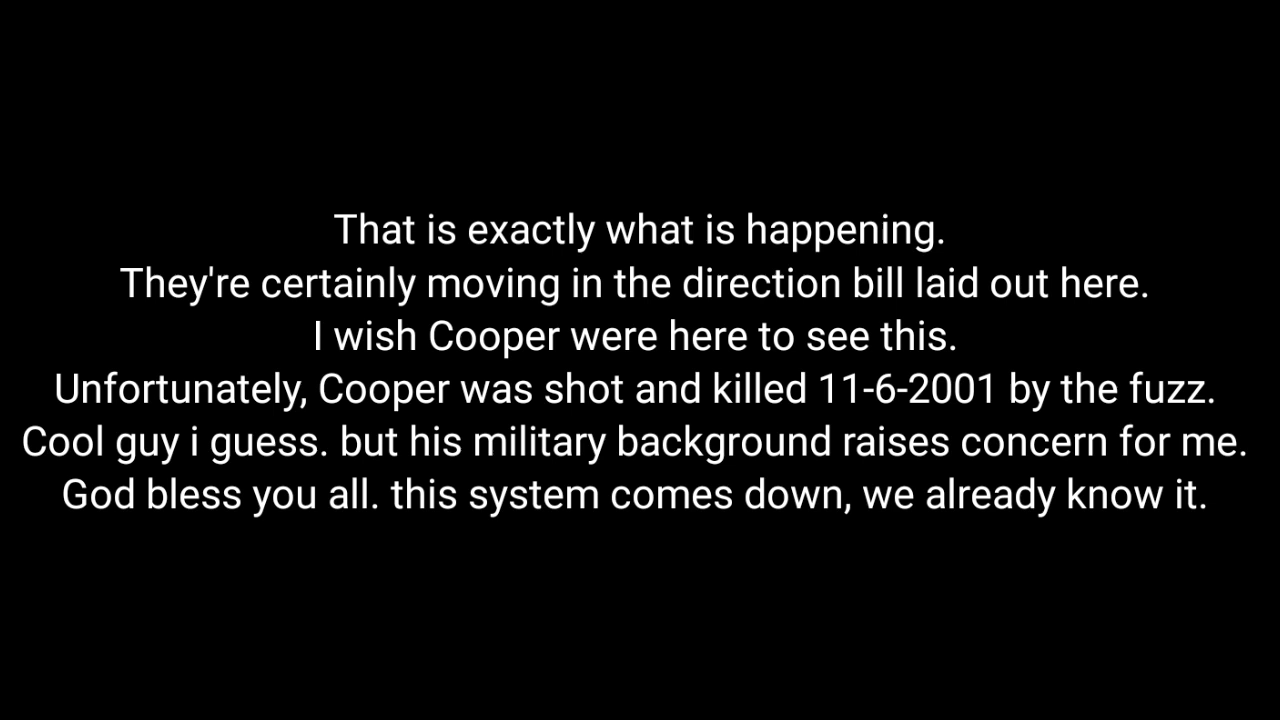 That is exactly what is happening.
They're certainly moving in the direction bill laid out here.
I wish Cooper were here to see this.
Unfortunately, Cooper was shot and killed 11-6-2001 by the fuzz.
Cool guy i guess. but his military background raises concern for me.
God bless you all. this system comes down, we already know it.